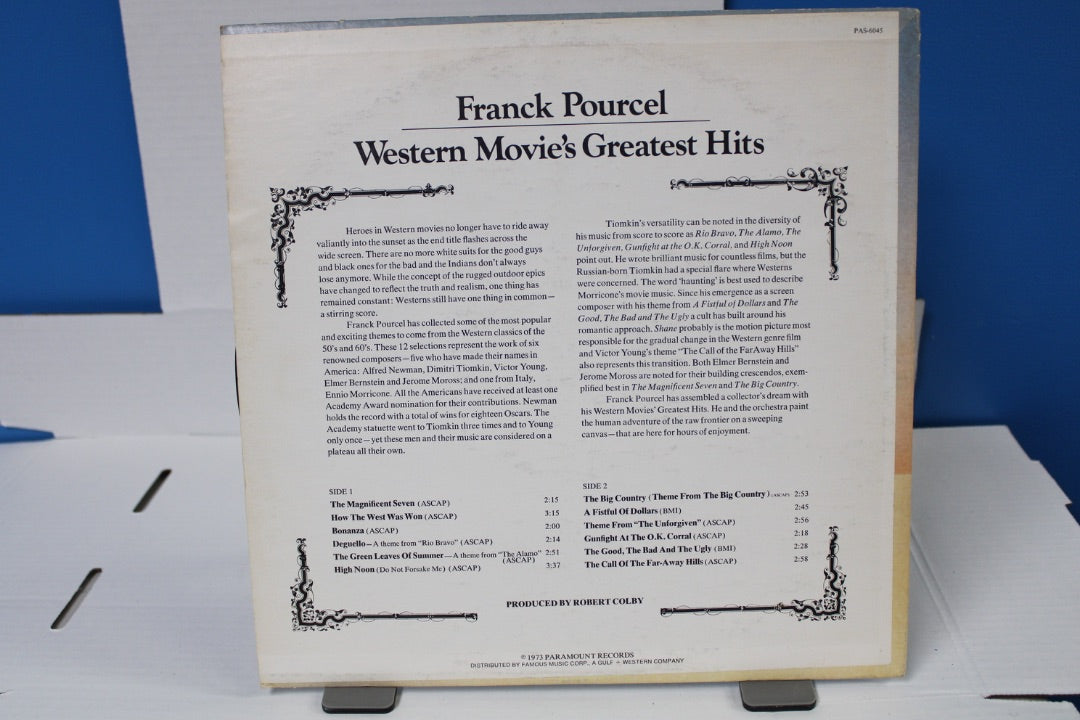 PAS-6045
Franck Pourcel
Western Movie's Greatest Hits
Heroes in Western movies no longer have to ride away
valiantly into the sunset as the end title flashes across the
wide screen. There are no more white suits for the good guys
and black ones for the bad and the Indians don't always
lose anymore. While the concept of the rugged outdoor epics
have changed to reflect the truth and realism, one thing has
remained constant: Westerns still have one thing in common—
a stirring score.
Franck Pourcel has collected some of the most popular
and exciting themes to come from the Western classics of the
50's and 60's. These 12 selections represent the work of six
renowned composers—five who have made their names in
America: Alfred Newman, Dimitri Tiomkin, Victor Young,
Elmer Bernstein and Jerome Moross; and one from Italy,
Ennio Morricone. All the Americans have received at least one
Academy Award nomination for their contributions. Newman
holds the record with a total of wins for eighteen Oscars. The
Academy statuette went to Tiomkin three times and to Young
only once—yet these men and their music are considered on a
plateau all their own.
Tiomkin's versatility can be noted in the diversity of
his music from score to score as Rio Bravo, The Alamo, The
Unforgiven, Gunfight at the O.K. Corral, and High Noon
point out. He wrote brilliant music for countless films, but the
Russian-born Tiomkin had a special flare where Westerns
were concerned. The word 'haunting' is best used to describe
Morricone's movie music. Since his emergence as a screen
composer with his theme from A Fistful of Dollars and The
Good, The Bad and The Ugly a cult has built around his
romantic approach. Shane probably is the motion picture most
responsible for the gradual change in the Western genre film
and Victor Young's theme "The Call of the FarAway Hills"
also represents this transition. Both Elmer Bernstein and
Jerome Moross are noted for their building crescendos, exem-
plified best in The Magnificent Seven and The Big Country.
Franck Pourcel has assembled a collector's dream with
his Western Movies' Greatest Hits. He and the orchestra paint
the human adventure of the raw frontier on a sweeping
canvas—that are here for hours of enjoyment.
SIDE 1
The Magnificent Seven (ASCAP) 2:15
How The West Was Won (ASCAP) 3:15
Bonanza (ASCAP) 2:00
Deguello—A theme from "Rio Bravo" (ASCAP) 2:14
The Green Leaves Of Summer—A theme from "The Alamo" 2:51
(ASCAP)
High Noon (Do Not Forsake Me) (ASCAP) 3:37
SIDE 2
The Big Country (Theme From The Big Country) (ASCAP) 2:53
A Fistful Of Dollars (BMI) 2:45
Theme From "The Unforgiven" (ASCAP) 2:56
Gunfight At The O.K. Corral (ASCAP) 2:18
The Good, The Bad And The Ugly (BMI) 2:28
The Call Of The Far-Away Hills (ASCAP) 2:58
PRODUCED BY ROBERT COLBY
℗ 1973 PARAMOUNT RECORDS
DISTRIBUTED BY FAMOUS MUSIC CORP., A GULF + WESTERN COMPANY